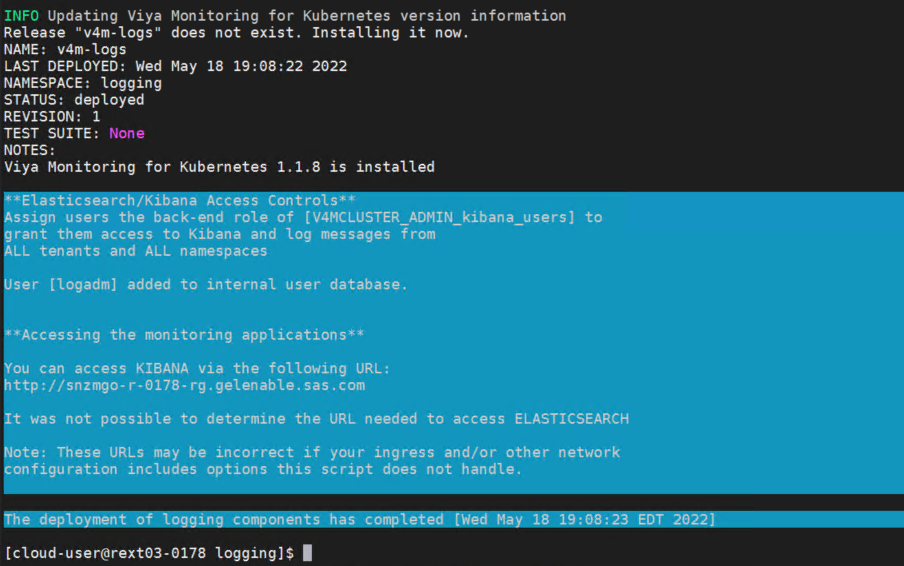 INFO Updating Viya Monitoring for Kubernetes version information
Release "v4m-logs" does not exist. Installing it now.
NAME: v4m-logs
LAST DEPLOYED: Wed May 18 19:08:22 2022
NAMESPACE: logging
STATUS: deployed
REVISION: 1
TEST SUITE: None
NOTES:
Viya Monitoring for Kubernetes 1.1.8 is installed
**Elasticsearch/Kibana Access Controls**
Assign users the back-end role of [V4MCLUSTER_ADMIN_kibana_users] to
grant them access to Kibana and log messages from
ALL tenants and ALL namespaces
User [logadm] added to internal user database.
**Accessing the monitoring applications**
You can access KIBANA via the following URL:
http://snzmgo-r-0178-rg.gelenable.sas.com
It was not possible to determine the URL needed to access ELASTICSEARCH
Note: These URLs may be incorrect if your ingress and/or other network
configuration includes options this script does not handle.
The deployment of logging components has completed [Wed May 18 19:08:23 EDT 2022]
[cloud-user@rext03-0178 logging]$